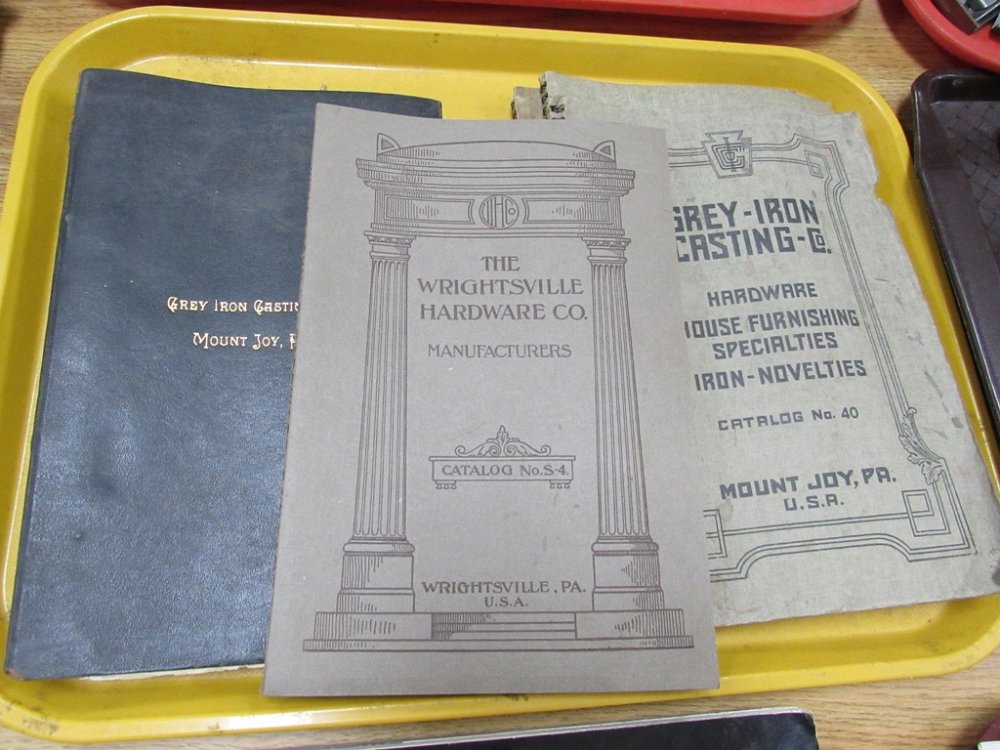 Grey Iron Castin
Mount Joy,
WHCo
THE
WRIGHTSVILLE
HARDWARE CO.
MANUFACTURERS
CATALOG No. S-4.
WRIGHTSVILLE, PA.
U.S.A.
GREY-IRON
CASTING-Co.
HARDWARE
HOUSE FURNISHING
SPECIALTIES
IRON-NOVELTIES
CATALOG No. 40
MOUNT JOY, PA.
U.S.A.